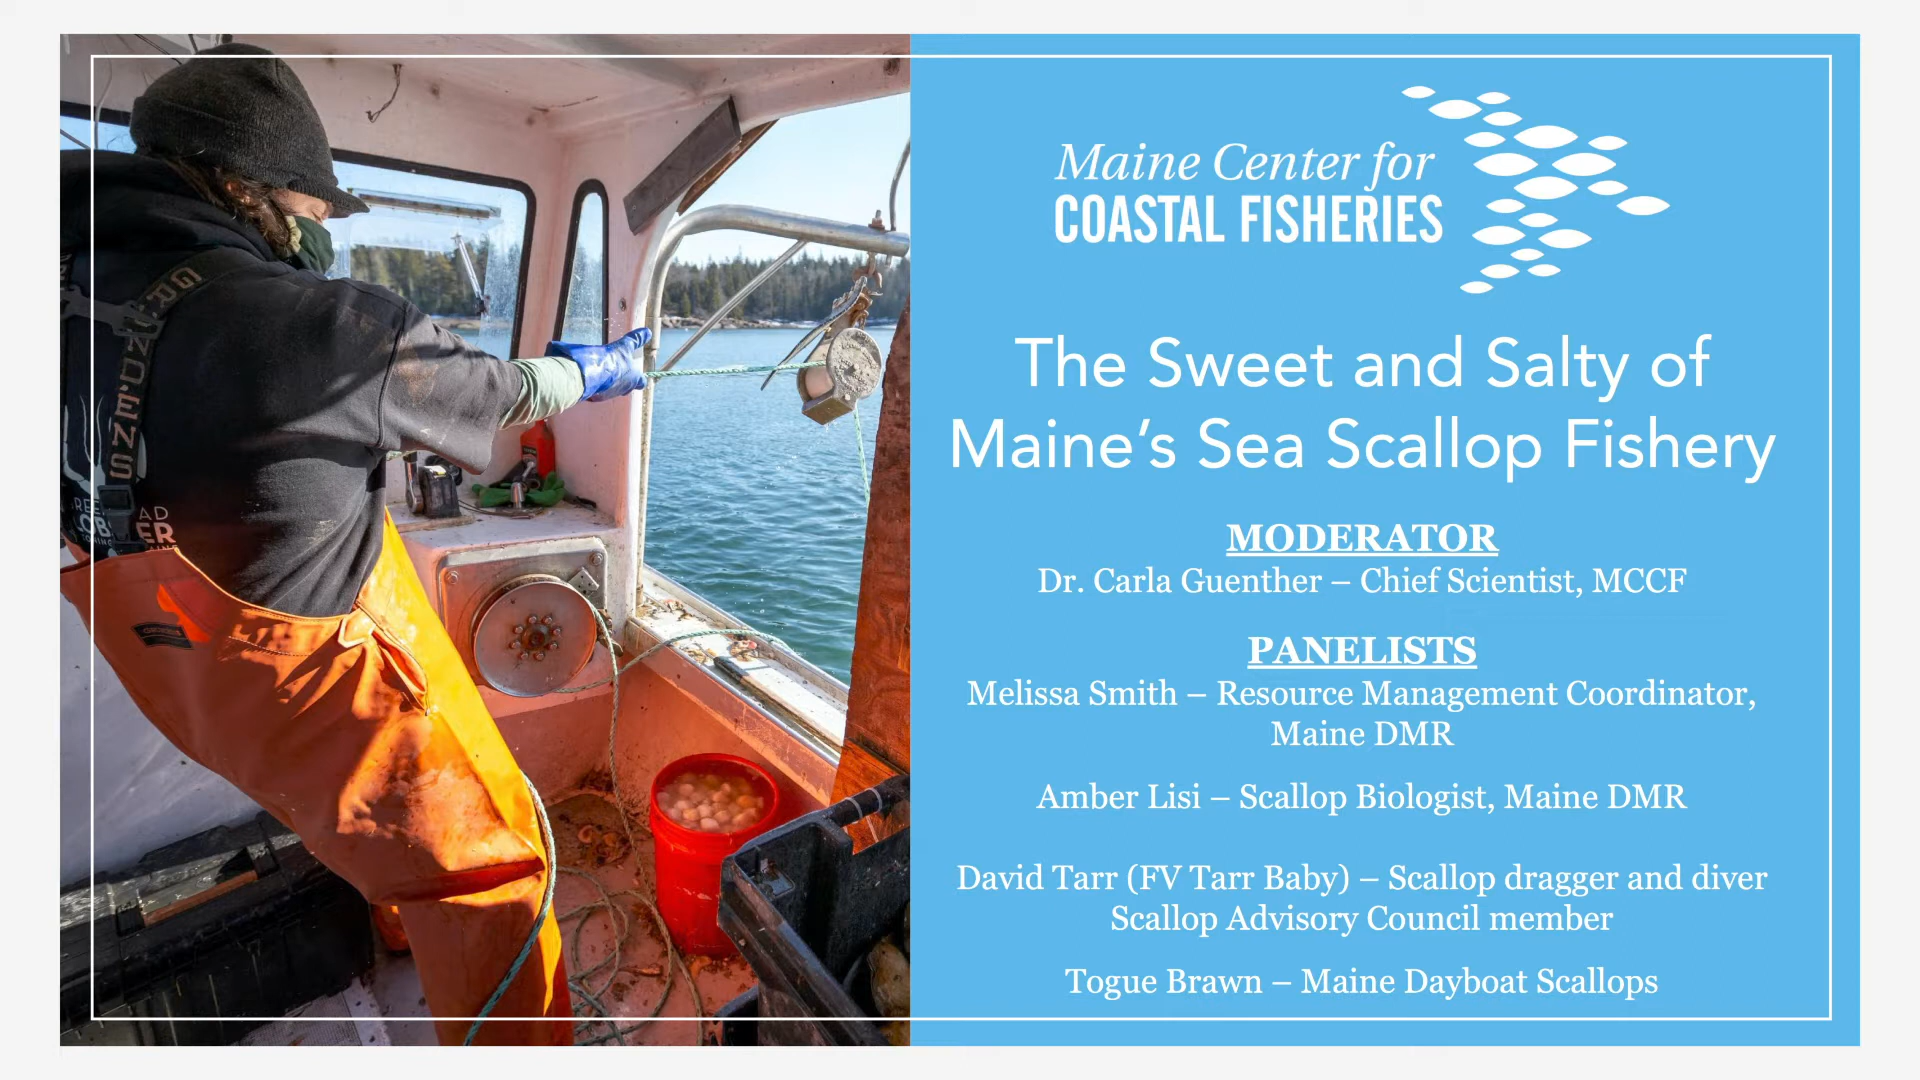 Maine Center for
COASTAL FISHERIES
The Sweet and Salty of
Maine’s Sea Scallop Fishery
MODERATOR
Dr. Carla Guenther – Chief Scientist, MCCF
PANELISTS
Melissa Smith – Resource Management Coordinator,
Maine DMR
Amber Lisi – Scallop Biologist, Maine DMR
David Tarr (FV Tarr Baby) – Scallop dragger and diver
Scallop Advisory Council member
Togue Brawn – Maine Dayboat Scallops